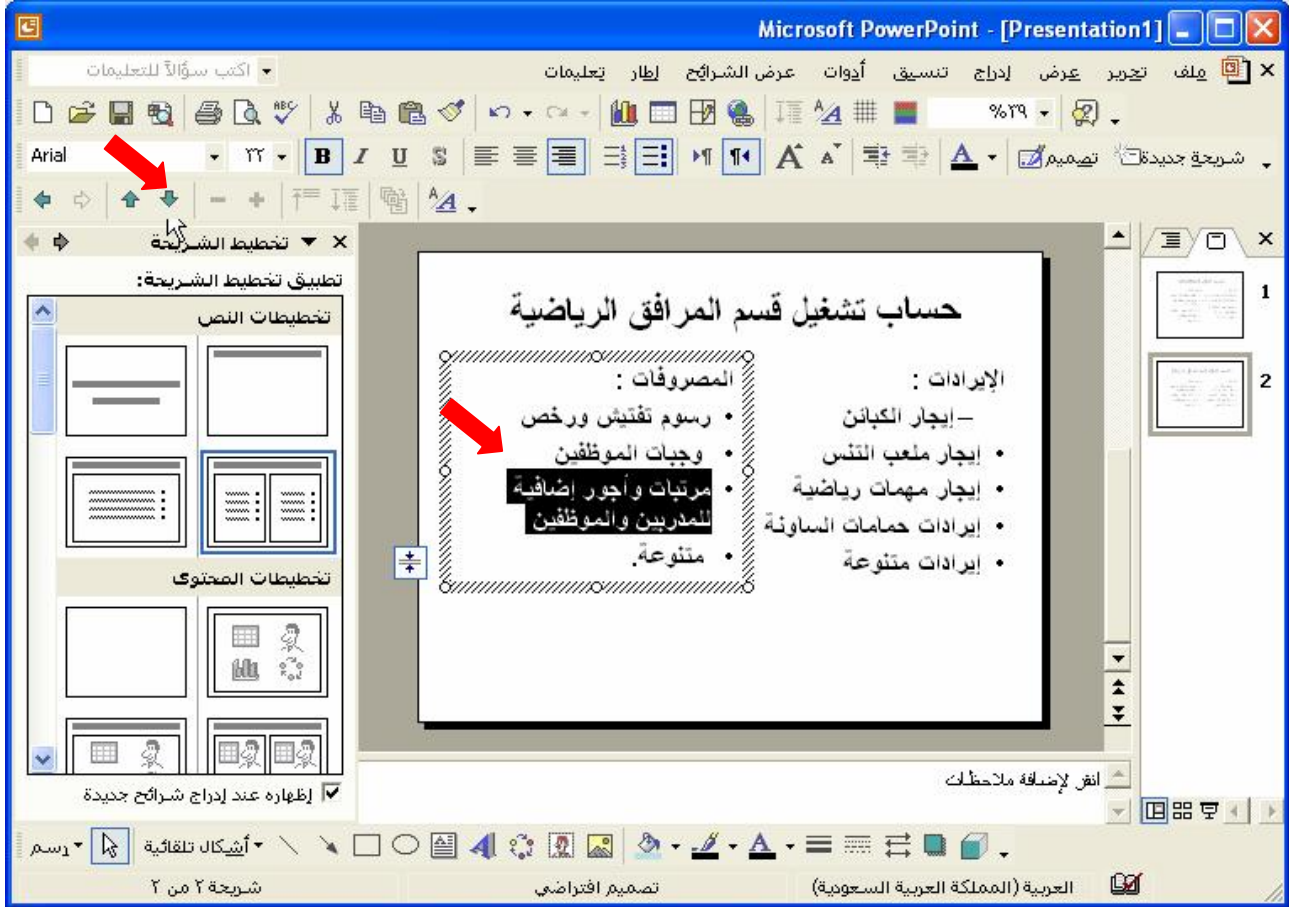 Microsoft PowerPoint - [Presentation1]
ملف تحرير عرض إدراج تنسيق أدوات عرض الشرائح إطار تعليمات اكتب سؤالاً للتعليمات
ABC %٣٩
Arial ٢٢ B I U S A A A تصميم شريحة جديدة
تخطيط الشريحة
تطبيق تخطيط الشريحة:
تخطيطات النص
تخطيطات المحتوى
إظهاره عند إدراج شرائح جديدة
حساب تشغيل قسم المرافق الرياضية
الإيرادات :
– إيجار الكبائن
• إيجار ملعب التنس
• إيجار مهمات رياضية
• إيرادات حمامات الساونة
• إيرادات متنوعة
المصروفات :
• رسوم تفتيش ورخص
• وجبات الموظفين
• مرتبات وأجور إضافية
للمدربين والموظفين
• متنوعة.
1
2
انقر لإضافة ملاحظات
رسم أشكال تلقائية
شريحة ٢ من ٢
تصميم افتراضي
العربية (المملكة العربية السعودية)